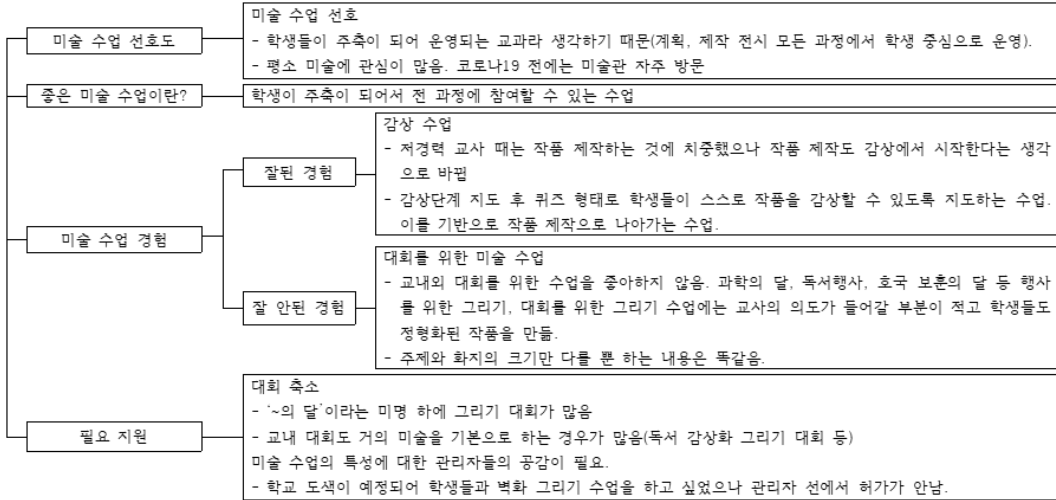 미술 수업 선호도
미술 수업 선호
- 학생들이 주축이 되어 운영되는 교과라 생각하기 때문(계획, 제작 전시 모든 과정에서 학생 중심으로 운영).
- 평소 미술에 관심이 많음. 코로나19 전에는 미술관 자주 방문
좋은 미술 수업이란?
학생이 주축이 되어서 전 과정에 참여할 수 있는 수업
미술 수업 경험
잘된 경험
감상 수업
- 저경력 교사 때는 작품 제작하는 것에 치중했으나 작품 제작도 감상에서 시작한다는 생각
으로 바뀜
- 감상단계 지도 후 퀴즈 형태로 학생들이 스스로 작품을 감상할 수 있도록 지도하는 수업.
이를 기반으로 작품 제작으로 나아가는 수업.
잘 안된 경험
대회를 위한 미술 수업
- 교내외 대회를 위한 수업을 좋아하지 않음. 과학의 달, 독서행사, 호국 보훈의 달 등 행사
를 위한 그리기, 대회를 위한 그리기 수업에는 교사의 의도가 들어갈 부분이 적고 학생들도
정형화된 작품을 만듦.
- 주제와 화지의 크기만 다를 뿐 하는 내용은 똑같음.
필요 지원
대회 축소
- '~의 달'이라는 미명 하에 그리기 대회가 많음
- 교내 대회도 거의 미술을 기본으로 하는 경우가 많음(독서 감상화 그리기 대회 등)
미술 수업의 특성에 대한 관리자들의 공감이 필요.
- 학교 도색이 예정되어 학생들과 벽화 그리기 수업을 하고 싶었으나 관리자 선에서 허가가 안남.